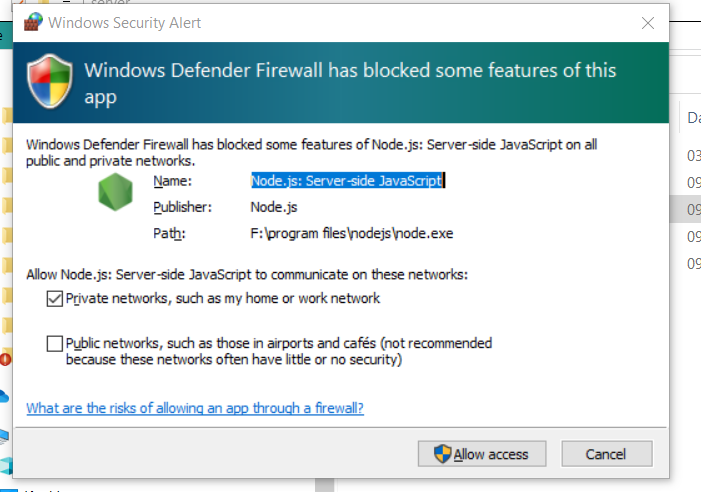 server
Windows Security Alert
Windows Defender Firewall has blocked some features of this
app
Windows Defender Firewall has blocked some features of Node.js: Server-side JavaScript on all
public and private networks.
Name: Node.js: Server-side JavaScript
Publisher: Node.js
Path: F:\program files\nodejs\node.exe
Allow Node.js: Server-side JavaScript to communicate on these networks:
Private networks, such as my home or work network
Public networks, such as those in airports and cafés (not recommended
because these networks often have little or no security)
What are the risks of allowing an app through a firewall?
Allow access Cancel
03
09
09
09
09